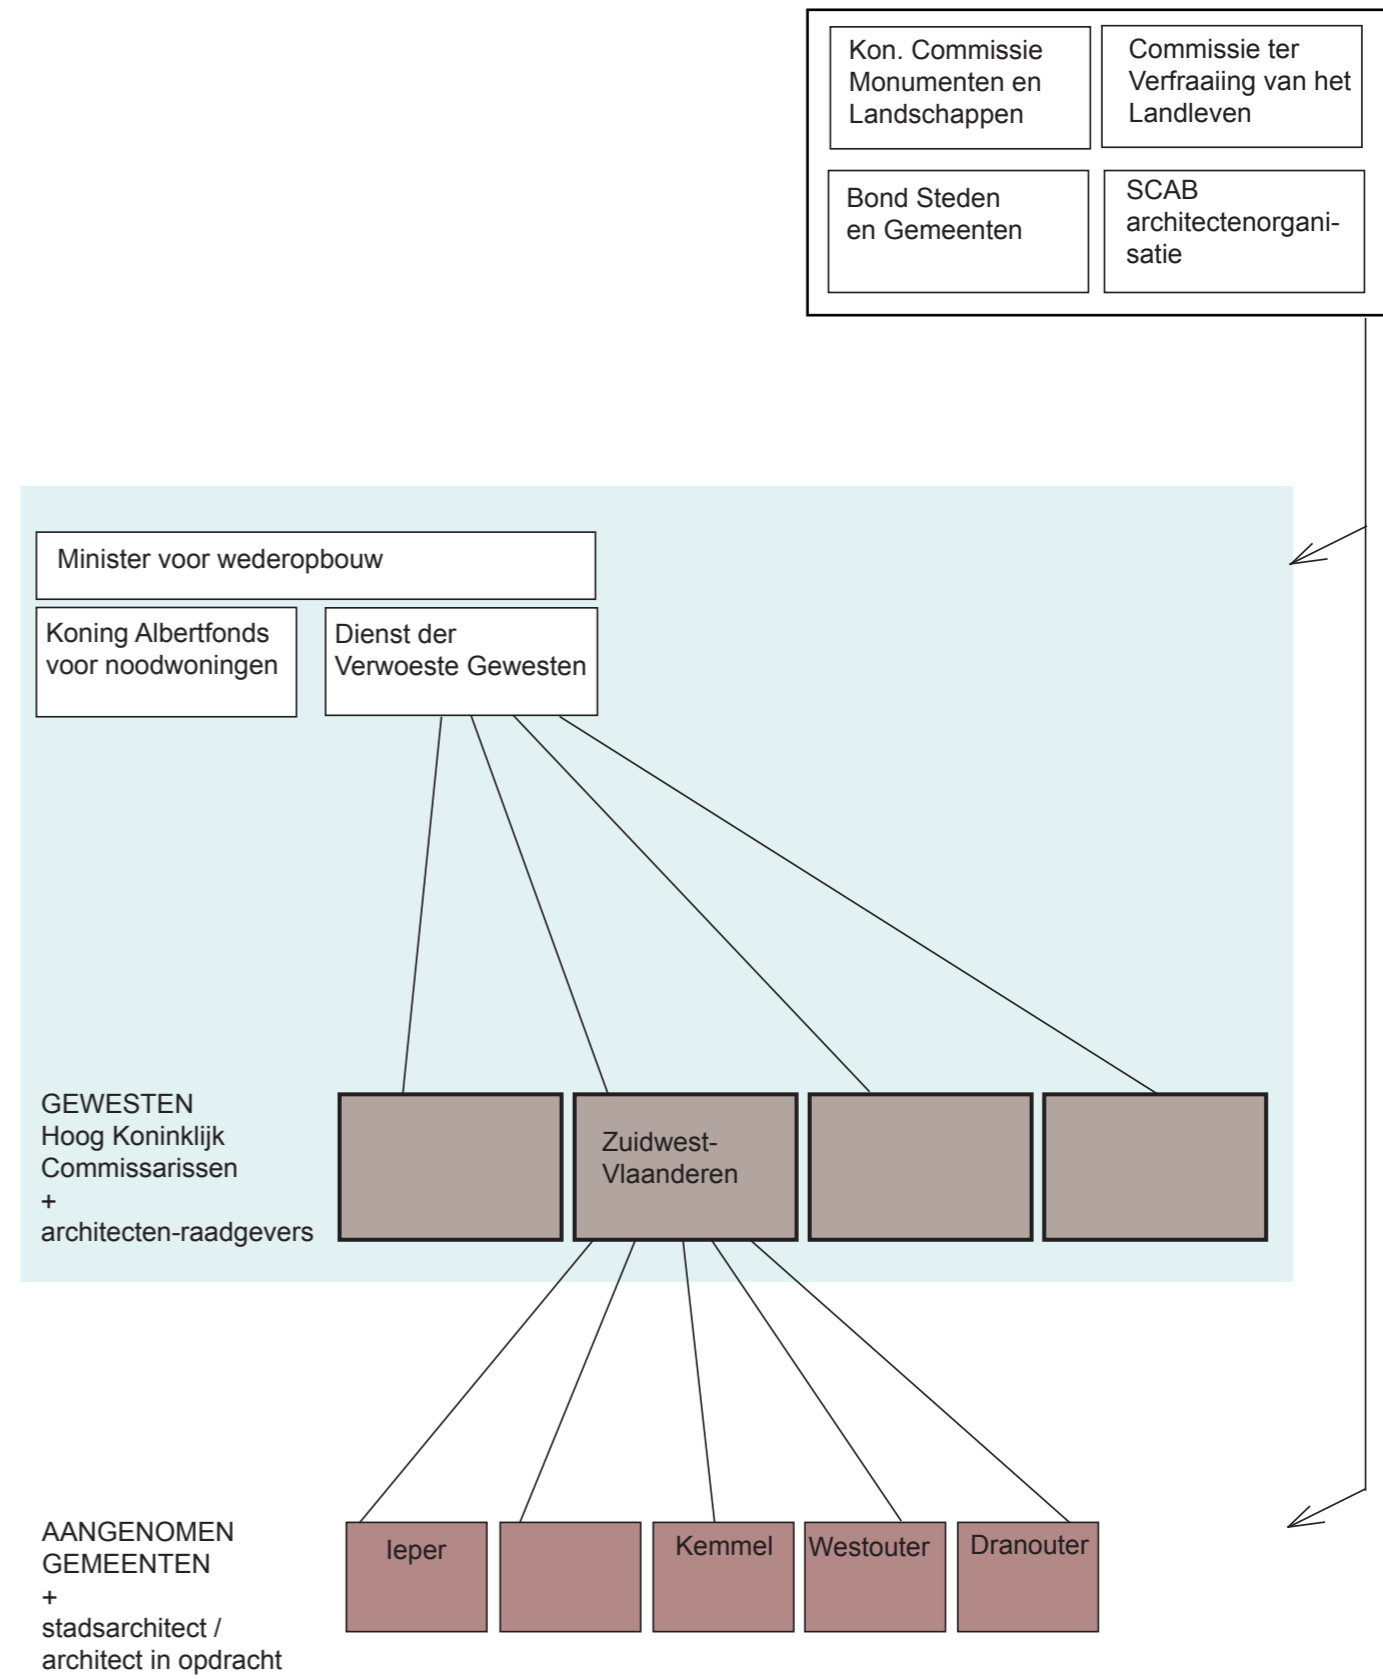 Kon. Commissie
Monumenten en
Landschappen
Commissie ter
Verfraaiing van het
Landleven
Bond Steden
en Gemeenten
SCAB
architectenorgani-
satie
Minister voor wederopbouw
Koning Albertfonds
voor noodwoningen
Dienst der
Verwoeste Gewesten
GEWESTEN
Hoog Koninklijk
Commissarissen
+
architecten-raadgevers
Zuidwest-
Vlaanderen
AANGENOMEN
GEMEENTEN
+
stadsarchitect /
architect in opdracht
Ieper
Kemmel
Westouter
Dranouter